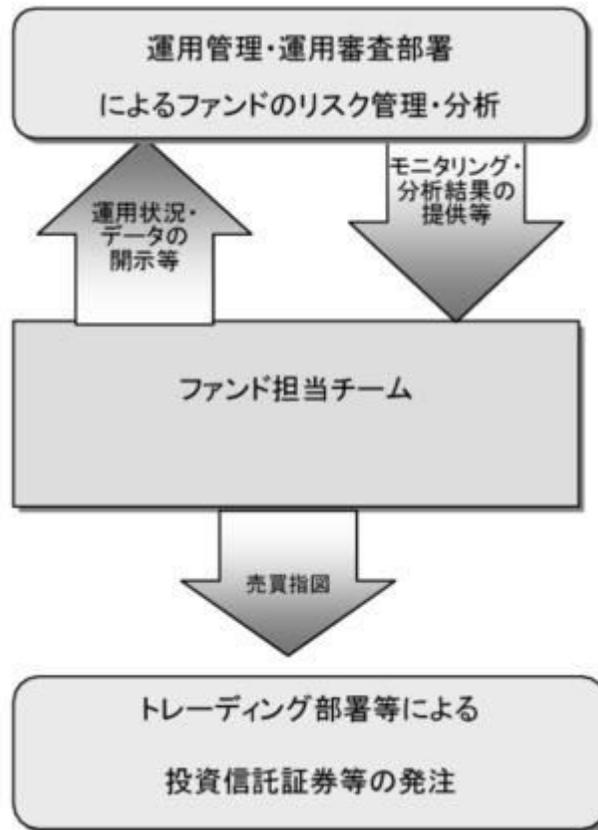 運用管理・運用審査部署
によるファンドのリスク管理・分析
運用状況・
データの
開示等
モニタリング・
分析結果の
提供等
ファンド担当チーム
売買指図
トレーディング部署等による
投資信託証券等の発注